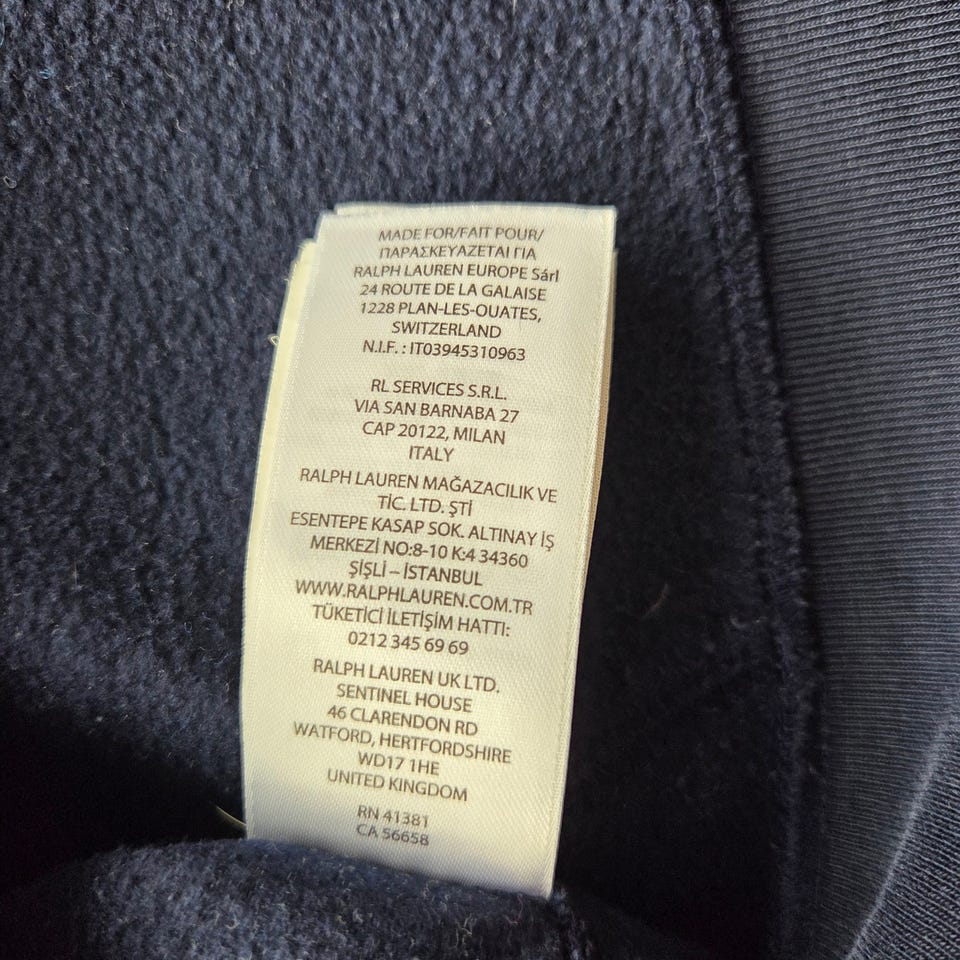 MADE FOR/FAIT POUR/
ΠΑΡΑΣΚΕΥΑΖΕΤΑΙ ΓΙΑ
RALPH LAUREN EUROPE Sárl
24 ROUTE DE LA GALAISE
1228 PLAN-LES-OUATES,
SWITZERLAND
N.I.F. : IT03945310963
RL SERVICES S.R.L.
VIA SAN BARNABA 27
CAP 20122, MILAN
ITALY
RALPH LAUREN MAĞAZACILIK VE
TİC. LTD. ŞTİ
ESENTEPE KASAP SOK. ALTINAY İŞ
MERKEZİ NO:8-10 K:4 34360
ŞİŞLİ – İSTANBUL
WWW.RALPHLAUREN.COM.TR
TÜKETİCİ İLETİŞİM HATTI:
0212 345 69 69
RALPH LAUREN UK LTD.
SENTINEL HOUSE
46 CLARENDON RD
WATFORD, HERTFORDSHIRE
WD17 1HE
UNITED KINGDOM
RN 41381
CA 56658